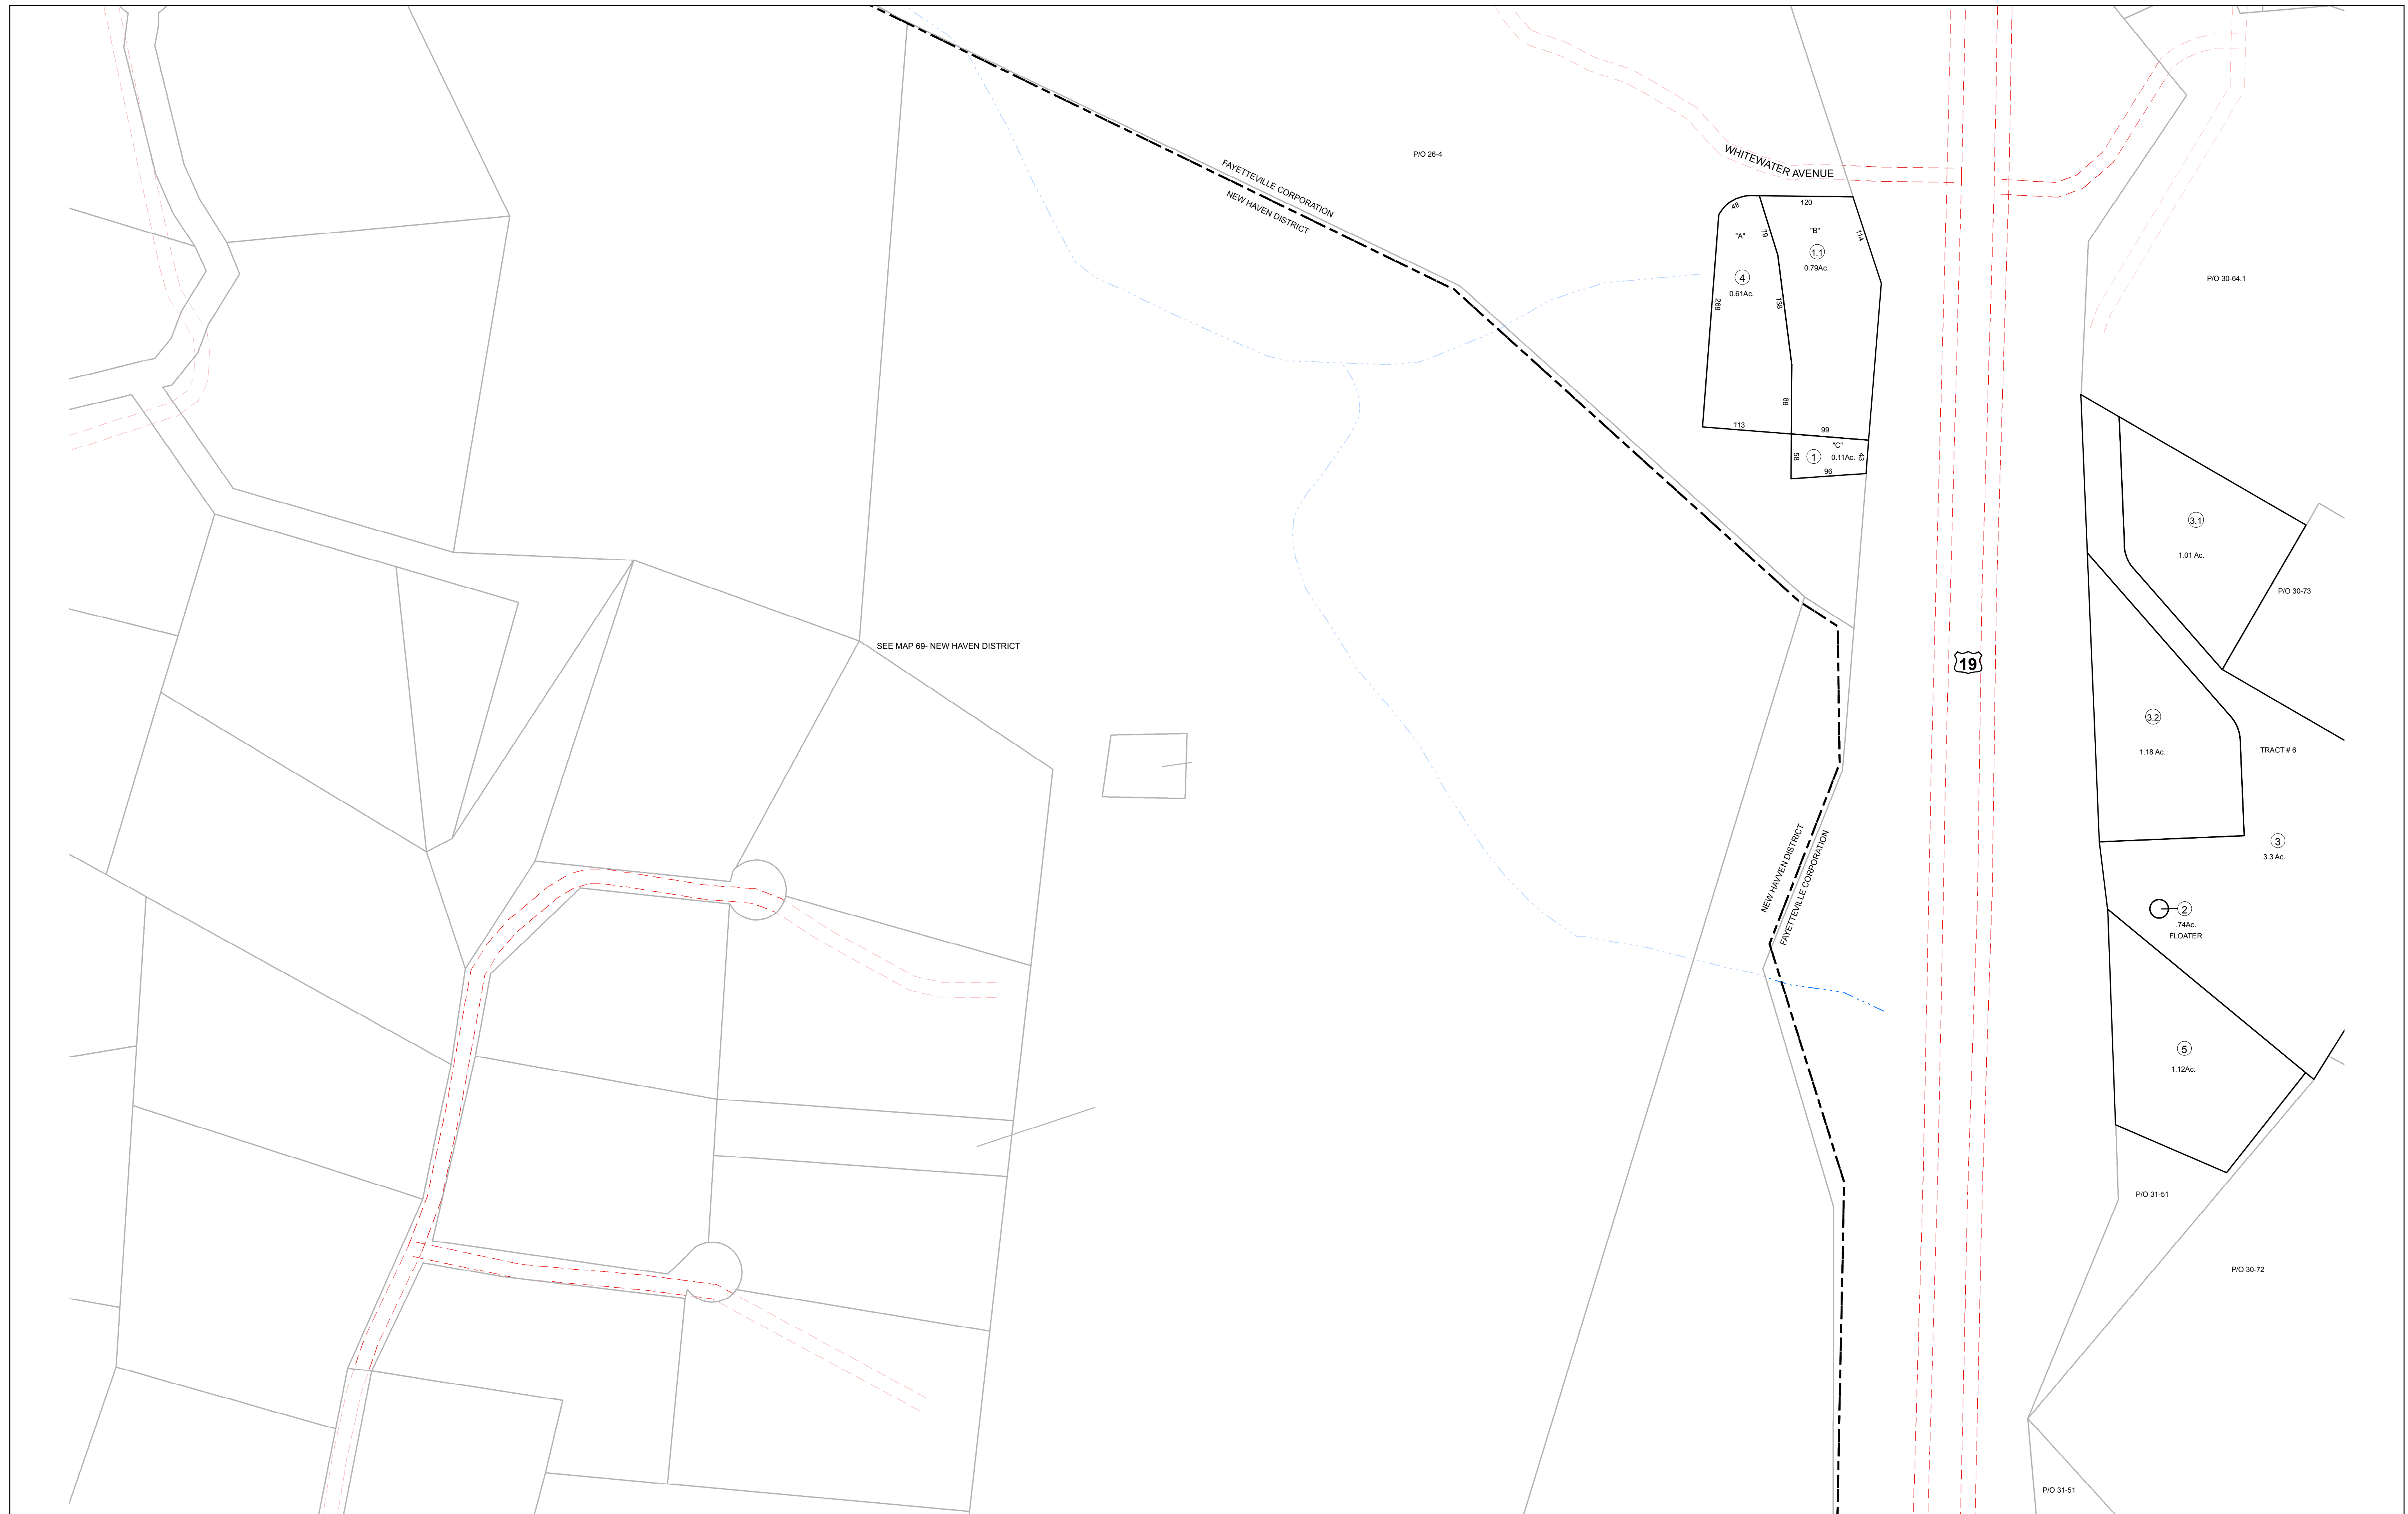 P/O 26-4
WHITEWATER AVENUE
FAYETTEVILLE CORPORATION
NEW HAVEN DISTRICT
48
120
"A"
79
"B"
114
1.1
0.79Ac.
4
0.61Ac.
268
138
88
113
99
"C"
58
1
0.11Ac.
43
96
P/O 30-64.1
3.1
1.01 Ac.
P/O 30-73
SEE MAP 69- NEW HAVEN DISTRICT
19
3.2
1.18 Ac.
TRACT # 6
3
3.3 Ac.
NEW HAVVEN DISTRICT
FAYETTEVILLE CORPORATION
2
.74Ac.
FLOATER
5
1.12Ac.
P/O 31-51
P/O 30-72
P/O 31-51